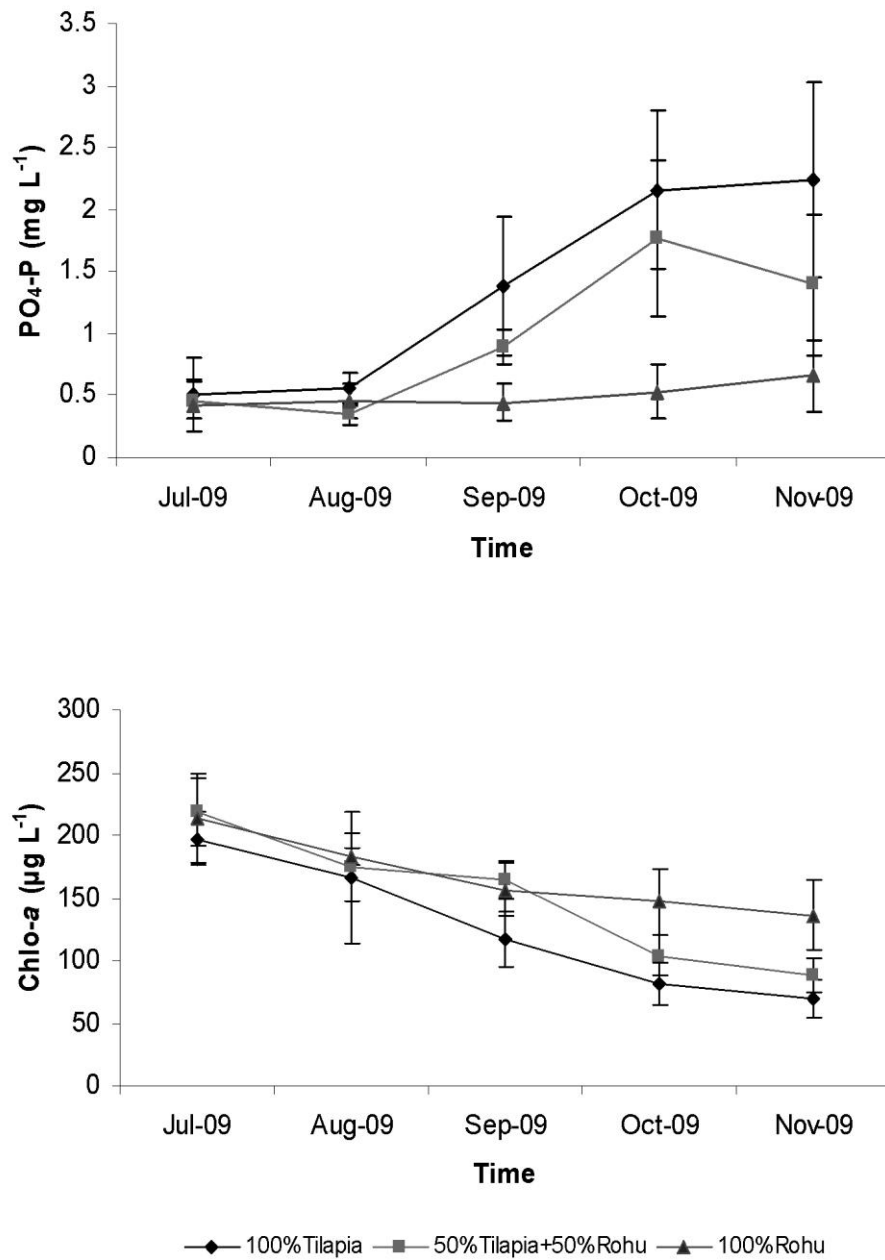 3.5
3
2.5
2
1.5
1
0.5
0
PO₄-P (mg L⁻¹)
Jul-09 Aug-09 Sep-09 Oct-09 Nov-09
Time
300
250
200
150
100
50
0
Chlo-a (µg L⁻¹)
Jul-09 Aug-09 Sep-09 Oct-09 Nov-09
Time
100%Tilapia 50%Tilapia+50%Rohu 100%Rohu